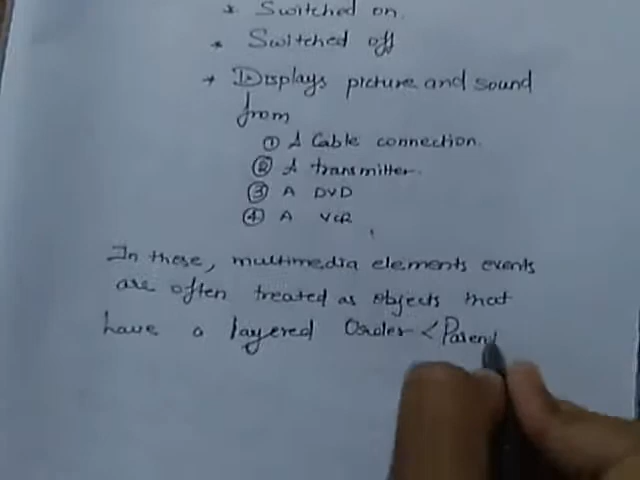 * Switched on.
* Switched off
→ Displays picture and sound
from
① A Cable connection.
② A transmitter.
③ A DVD
④ A VCR
In these, multimedia elements events
are often treated as objects that
have a layered Order < Parent